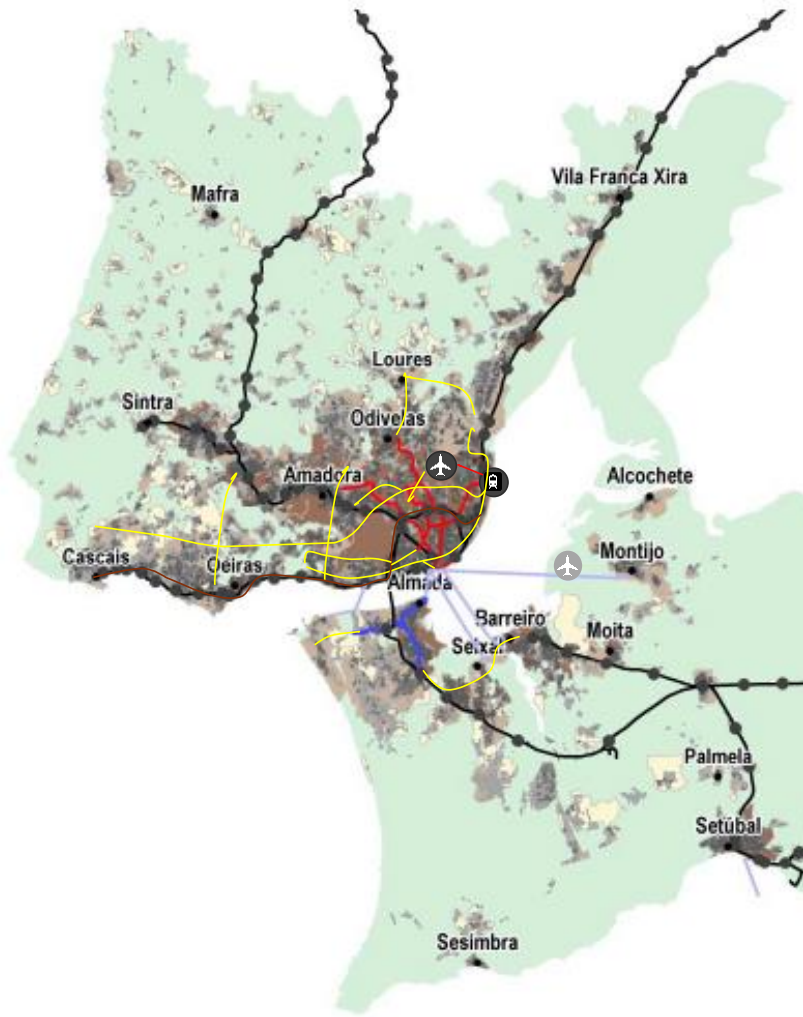 Vila Franca Xira
Mafra
Loures
Sintra
Odivelas
Amadora
Alcochete
Cascais
Oeiras
Montijo
Almada
Barreiro
Moita
Seixal
Palmela
Setúbal
Sesimbra